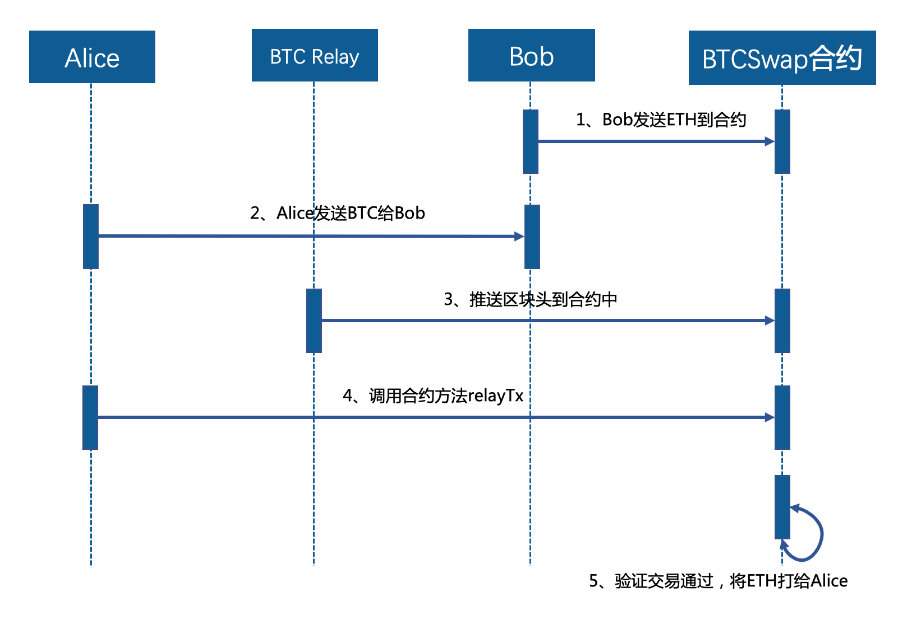 Alice
BTC Relay
Bob
BTCSwap合约
1、Bob发送ETH到合约
2、Alice发送BTC给Bob
3、推送区块头到合约中
4、调用合约方法relayTx
5、验证交易通过，将ETH打给Alice